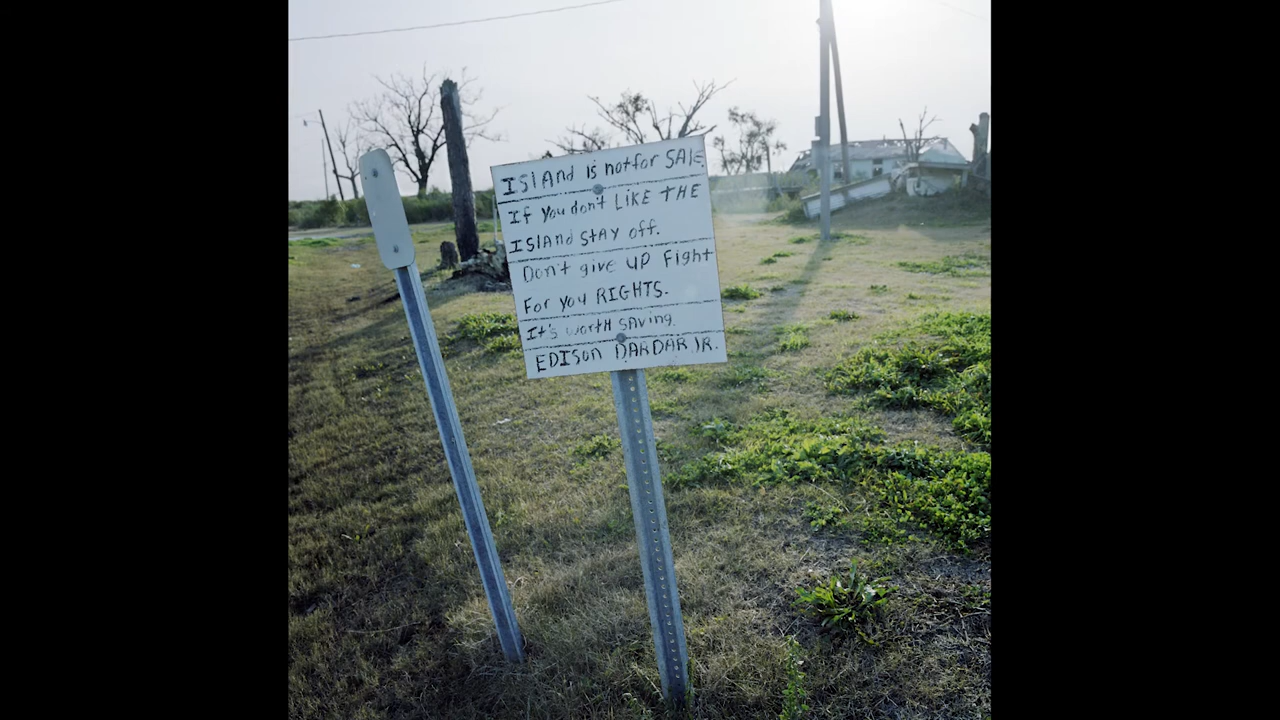 ISlAnd is not for SAlE.
If You don't LIKE THE
ISlAnd STAY off.
Don't give UP Fight
For you RIGHTS.
It's worth SAving.
EDISON DARDAR JR.